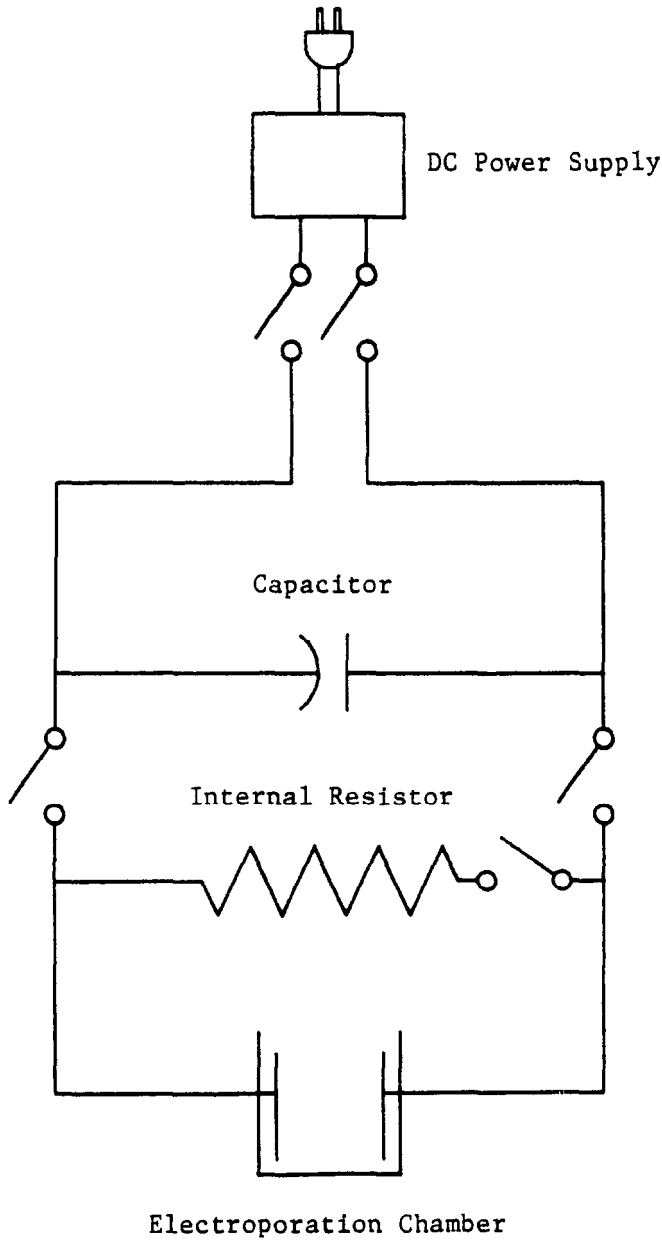 DC Power Supply
Capacitor
Internal Resistor
Electroporation Chamber